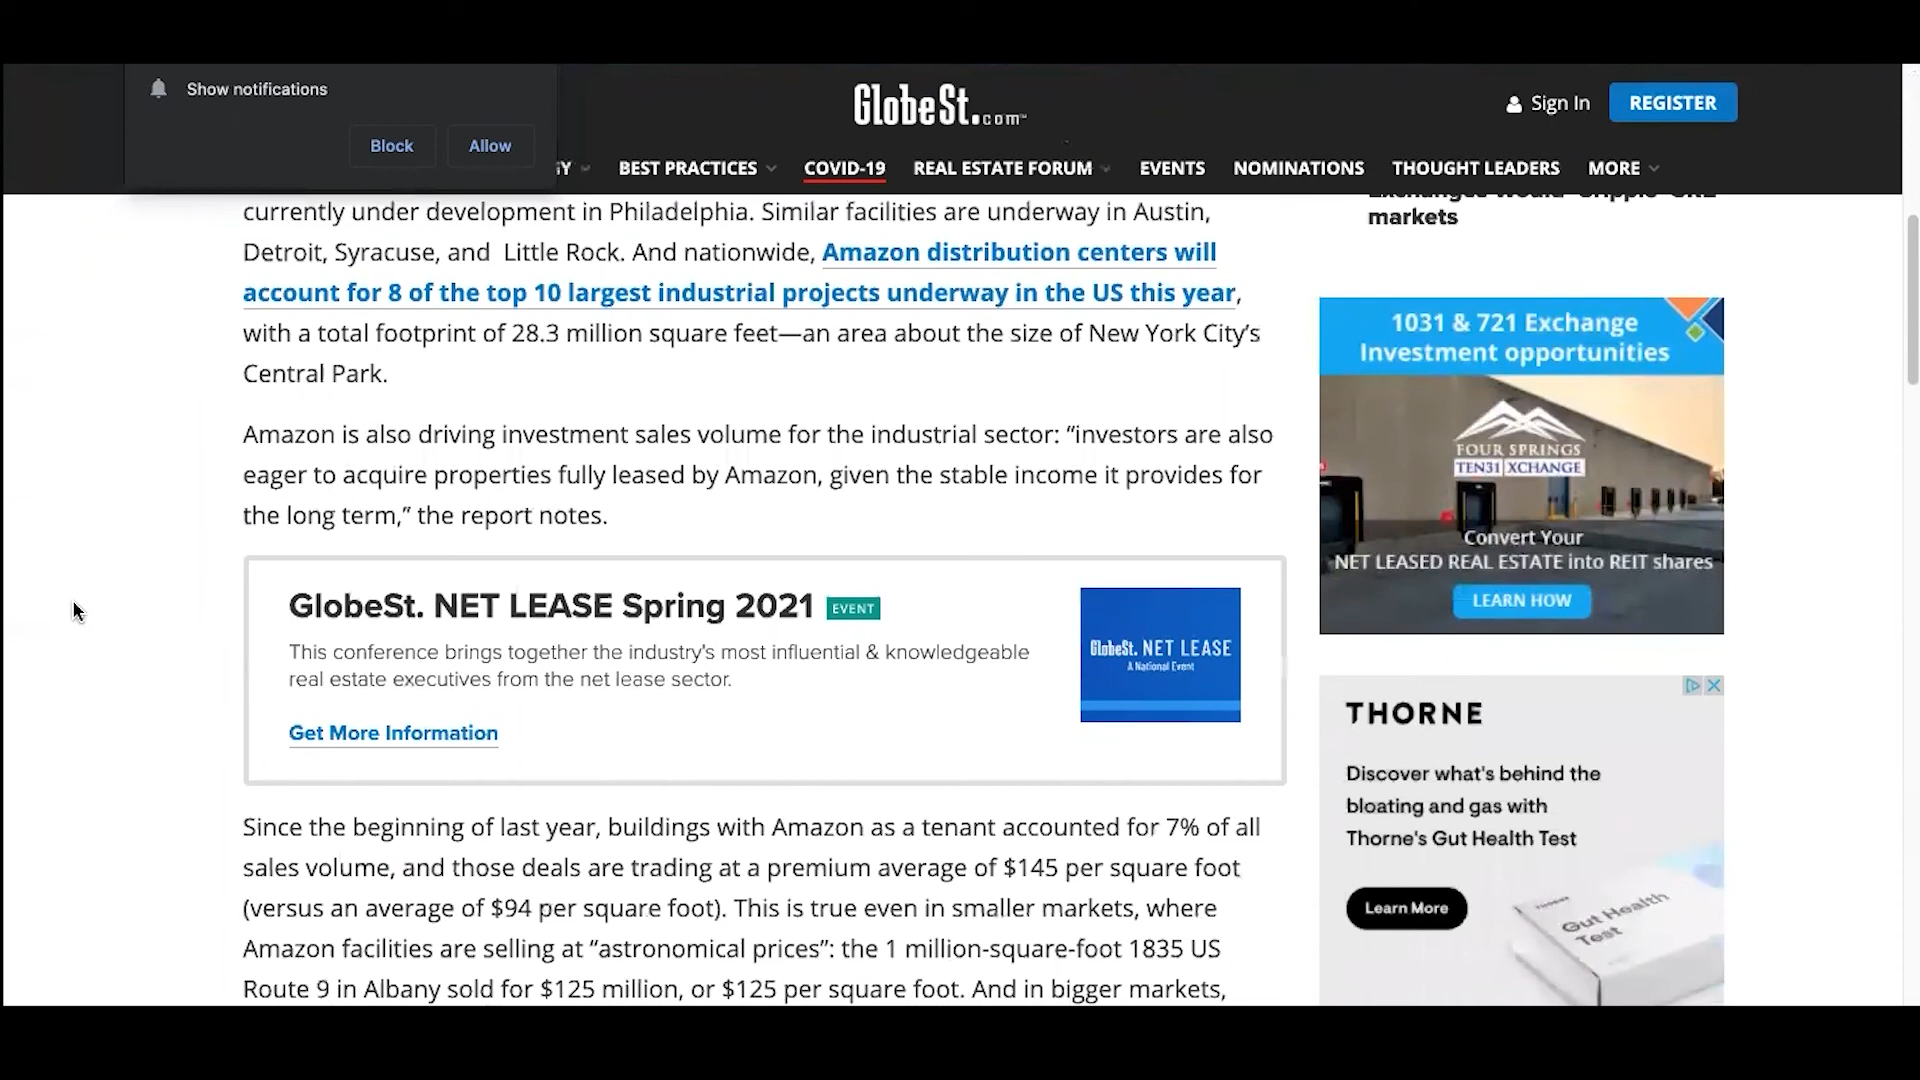 Show notifications
Block
Allow
GlobeSt.com
Sign In
REGISTER
GY
BEST PRACTICES
COVID-19
REAL ESTATE FORUM
EVENTS
NOMINATIONS
THOUGHT LEADERS
MORE
currently under development in Philadelphia. Similar facilities are underway in Austin,
Detroit, Syracuse, and Little Rock. And nationwide, Amazon distribution centers will
account for 8 of the top 10 largest industrial projects underway in the US this year,
with a total footprint of 28.3 million square feet—an area about the size of New York City’s
Central Park.
Amazon is also driving investment sales volume for the industrial sector: “investors are also
eager to acquire properties fully leased by Amazon, given the stable income it provides for
the long term,” the report notes.
GlobeSt. NET LEASE Spring 2021 EVENT
This conference brings together the industry's most influential & knowledgeable
real estate executives from the net lease sector.
Get More Information
GlobeSt. NET LEASE
A National Event
Since the beginning of last year, buildings with Amazon as a tenant accounted for 7% of all
sales volume, and those deals are trading at a premium average of $145 per square foot
(versus an average of $94 per square foot). This is true even in smaller markets, where
Amazon facilities are selling at “astronomical prices”: the 1 million-square-foot 1835 US
Route 9 in Albany sold for $125 million, or $125 per square foot. And in bigger markets,
markets
1031 & 721 Exchange
Investment opportunities
FOUR SPRINGS
TEN31 XCHANGE
Convert Your
NET LEASED REAL ESTATE into REIT shares
LEARN HOW
THORNE
Discover what's behind the
bloating and gas with
Thorne's Gut Health Test
Learn More
Gut Health
Test